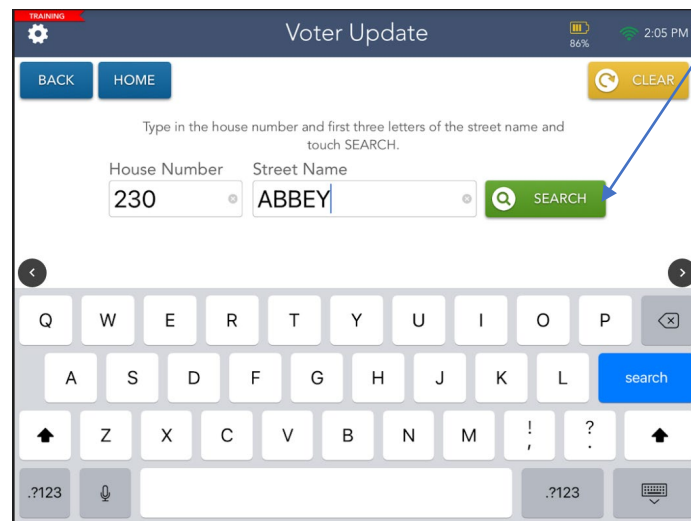 TRAINING
Voter Update
86%
2:05 PM
BACK
HOME
CLEAR
Type in the house number and first three letters of the street name and
touch SEARCH.
House Number
Street Name
230
ABBEY
SEARCH
Q W E R T Y U I O P
A S D F G H J K L search
Z X C V B N M ! , ? .
.?123
.?123